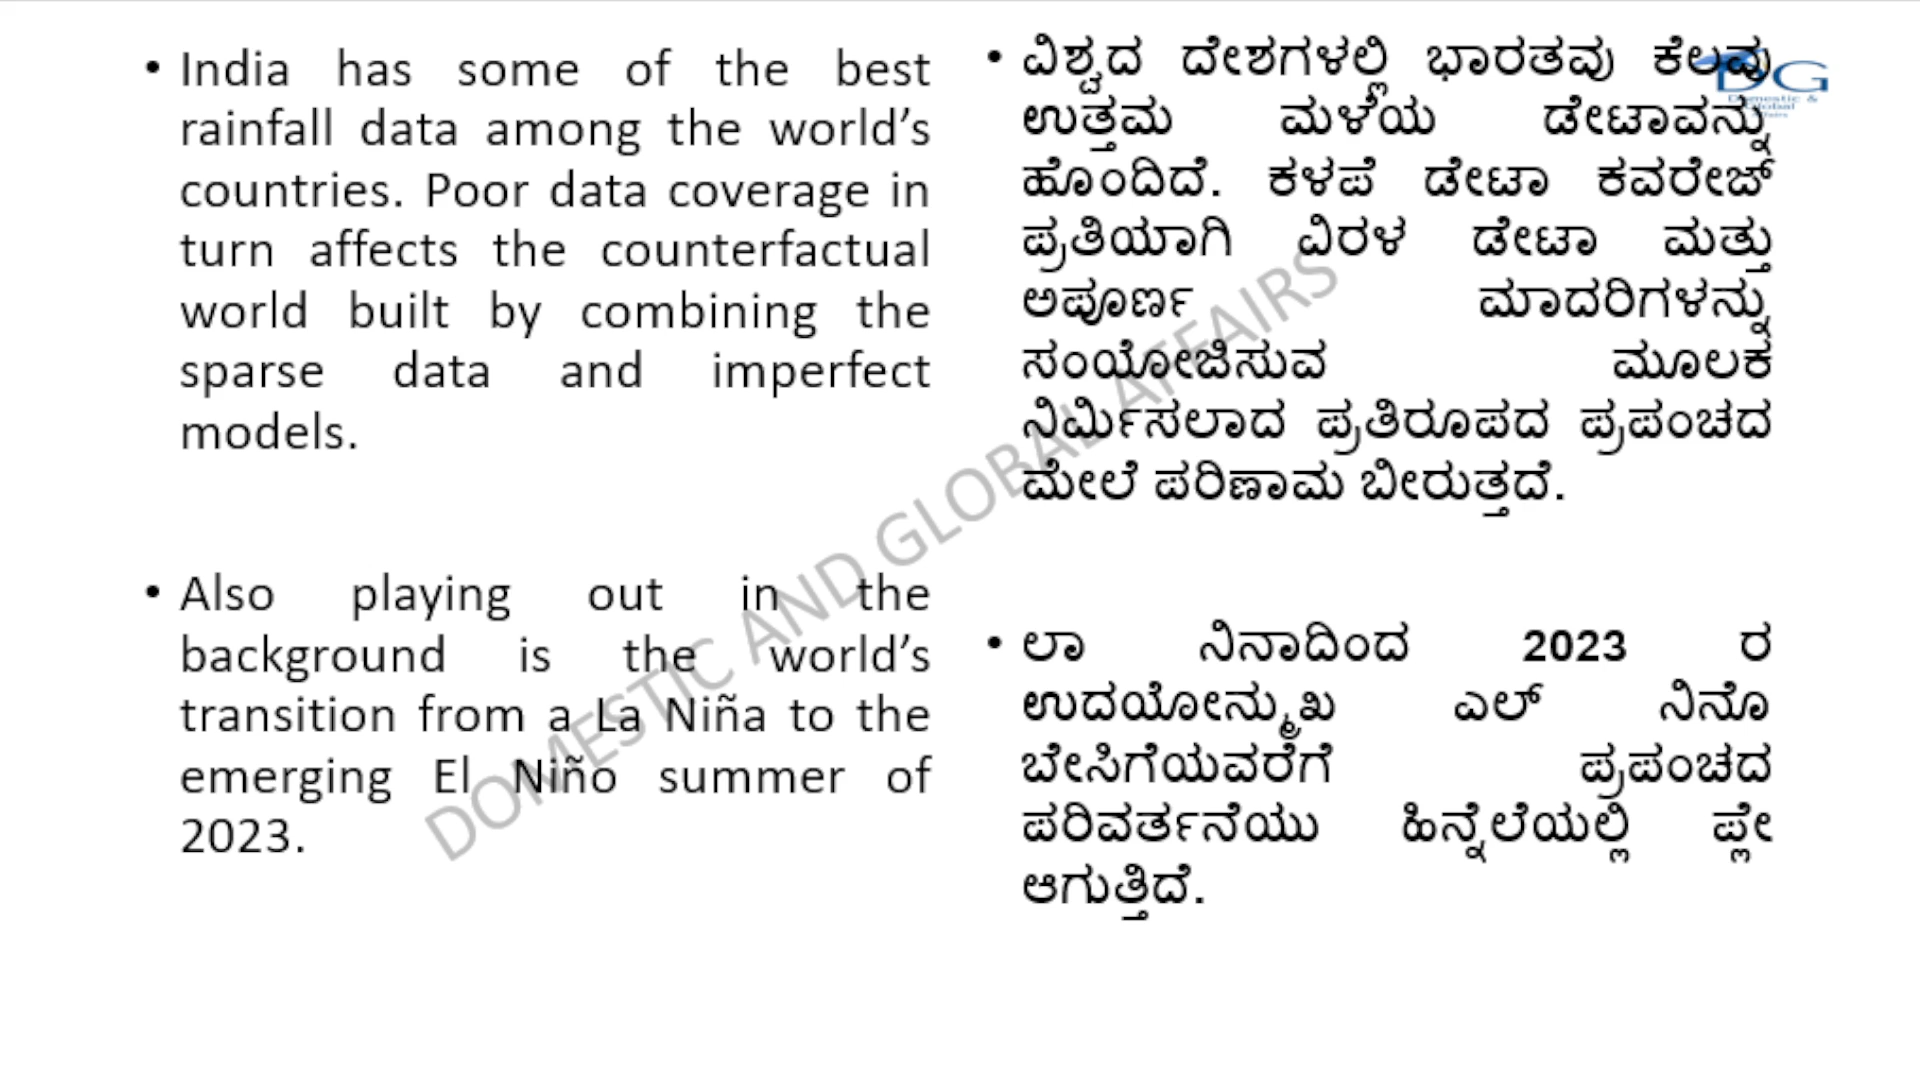 • India has some of the best
rainfall data among the world’s
countries. Poor data coverage in
turn affects the counterfactual
world built by combining the
sparse data and imperfect
models.
• Also playing out in the
background is the world’s
transition from a La Niña to the
emerging El Niño summer of
2023.
• ವಿಶ್ವದ ದೇಶಗಳಲ್ಲಿ ಭಾರತವು ಕೆಲವು
ಉತ್ತಮ ಮಳೆಯ ಡೇಟಾವನ್ನು
ಹೊಂದಿದೆ. ಕಳಪೆ ಡೇಟಾ ಕವರೇಜ್
ಪ್ರತಿಯಾಗಿ ವಿರಳ ಡೇಟಾ ಮತ್ತು
ಅಪೂರ್ಣ ಮಾದರಿಗಳನ್ನು
ಸಂಯೋಜಿಸುವ ಮೂಲಕ
ನಿರ್ಮಿಸಲಾದ ಪ್ರತಿರೂಪದ ಪ್ರಪಂಚದ
ಮೇಲೆ ಪರಿಣಾಮ ಬೀರುತ್ತದೆ.
• ಲಾ ನಿನಾದಿಂದ 2023 ರ
ಉದಯೋನ್ಮುಖ ಎಲ್ ನಿನೊ
ಬೇಸಿಗೆಯವರೆಗೆ ಪ್ರಪಂಚದ
ಪರಿವರ್ತನೆಯು ಹಿನ್ನೆಲೆಯಲ್ಲಿ ಪ್ಲೇ
ಆಗುತ್ತಿದೆ.
DG
Domestic &
Global
Affairs
DOMESTIC AND GLOBAL AFFAIRS